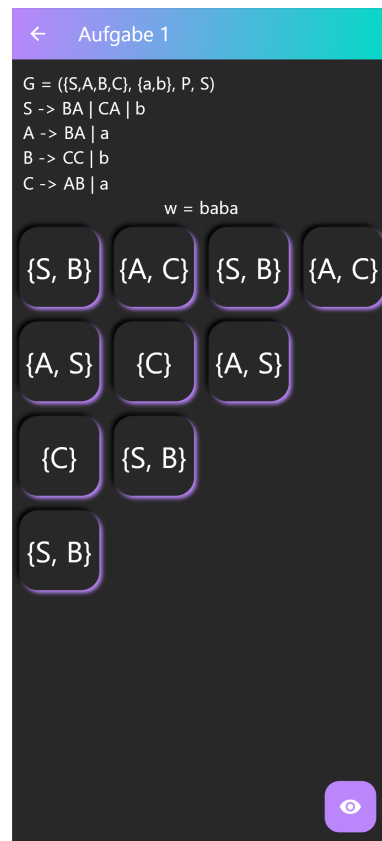 Aufgabe 1
G = ({S,A,B,C}, {a,b}, P, S)
S -> BA | CA | b
A -> BA | a
B -> CC | b
C -> AB | a
w = baba
{S, B} {A, C} {S, B} {A, C}
{A, S} {C} {A, S}
{C} {S, B}
{S, B}